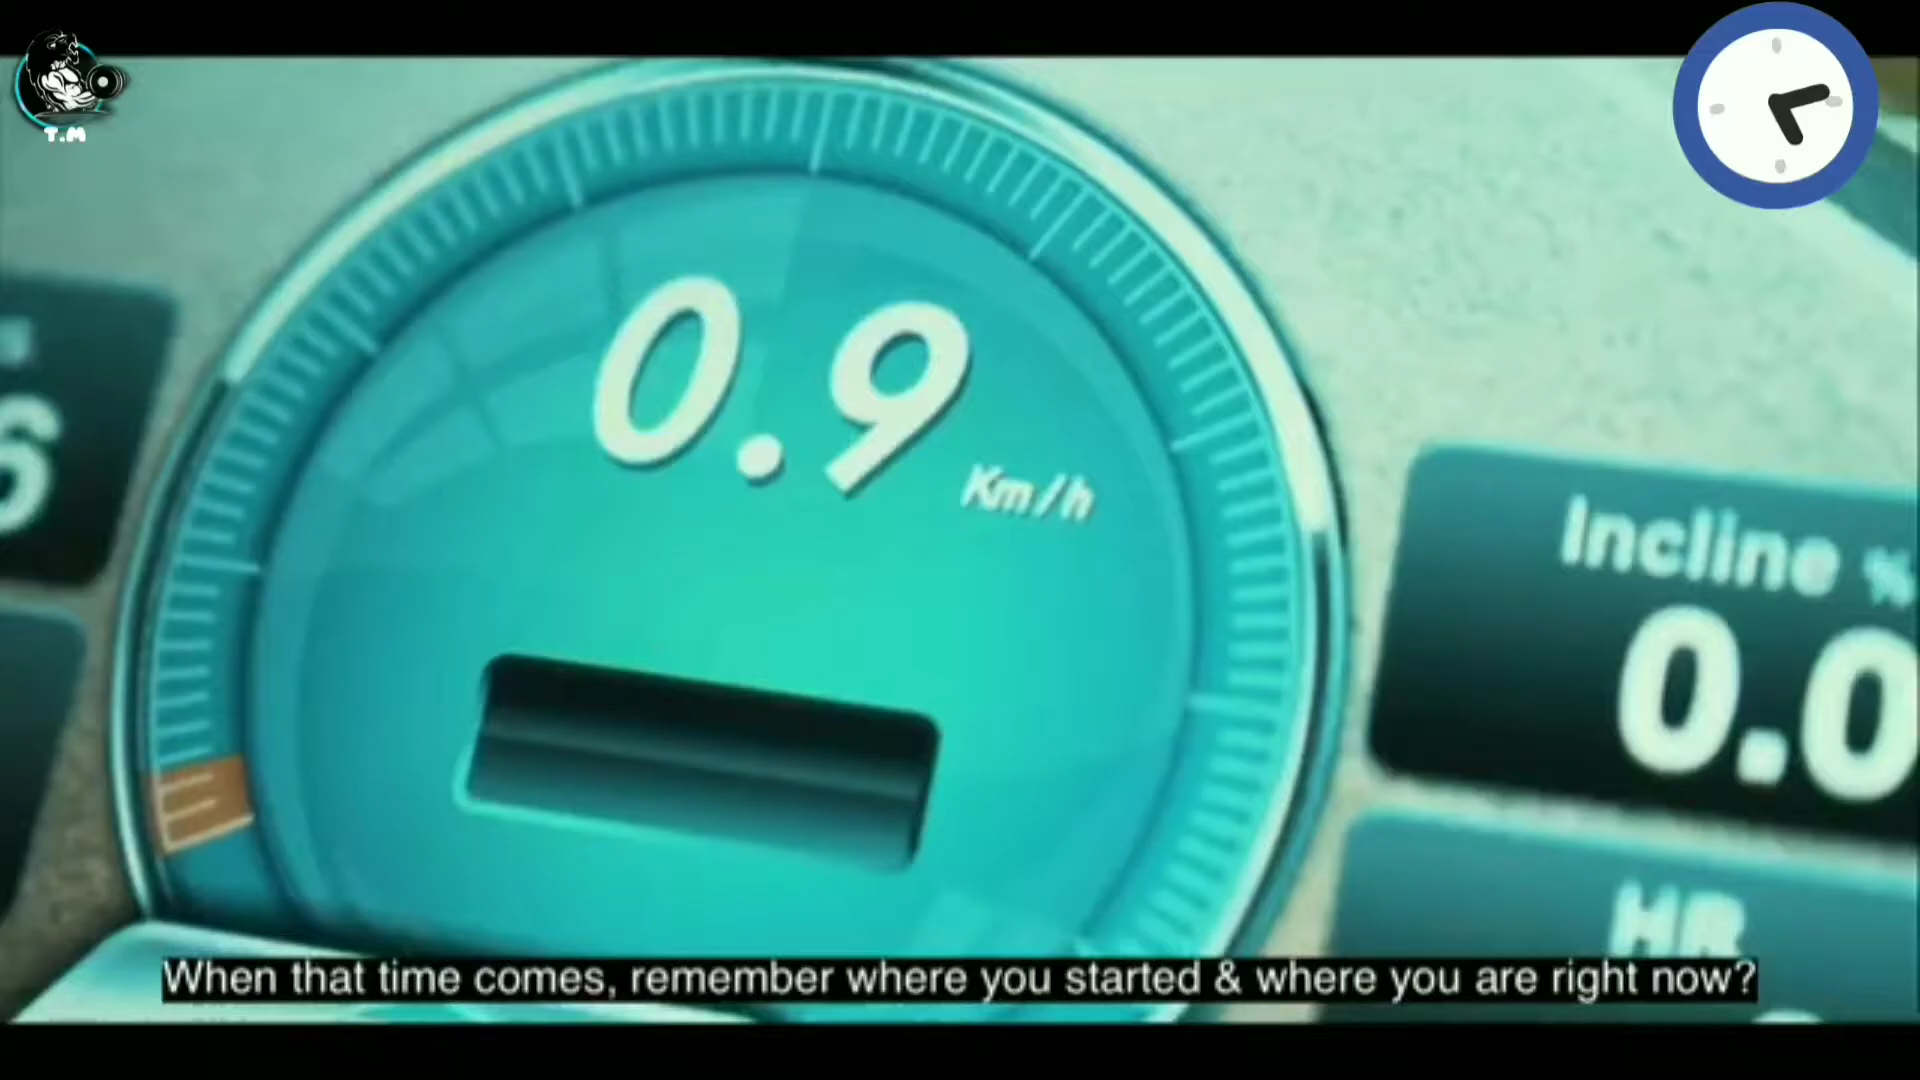 T.M
6
0.9
Km/h
Incline %
0.0
HR
When that time comes, remember where you started & where you are right now?